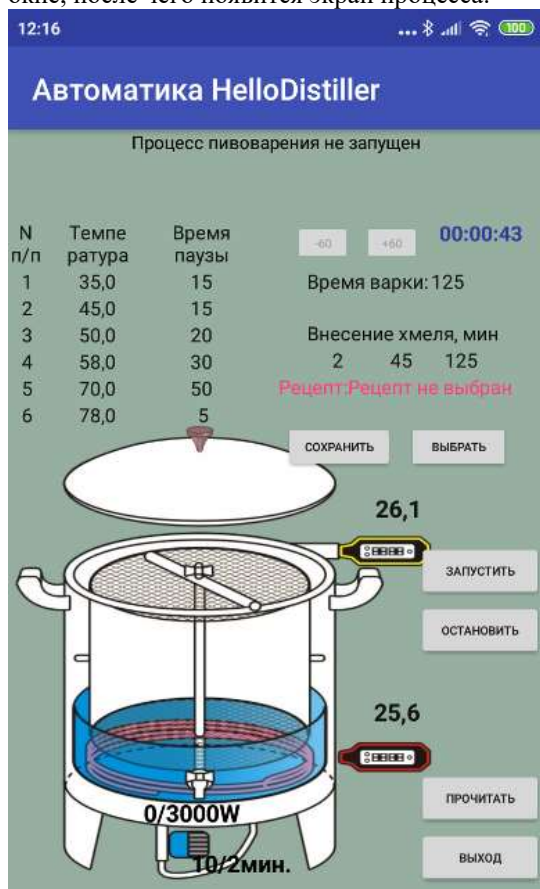 окне, после чего появится экран процесса.
12:16 ... 100
Автоматика HelloDistiller
Процесс пивоварения не запущен
N п/п Темпе ратура Время паузы
-60 +60 00:00:43
1 35,0 15 Время варки: 125
2 45,0 15
3 50,0 20 Внесение хмеля, мин
4 58,0 30 2 45 125
5 70,0 50 Рецепт:Рецепт не выбран
6 78,0 5
СОХРАНИТЬ ВЫБРАТЬ
26,1
ЗАПУСТИТЬ
ОСТАНОВИТЬ
25,6
ПРОЧИТАТЬ
0/3000W
10/2мин.
ВЫХОД